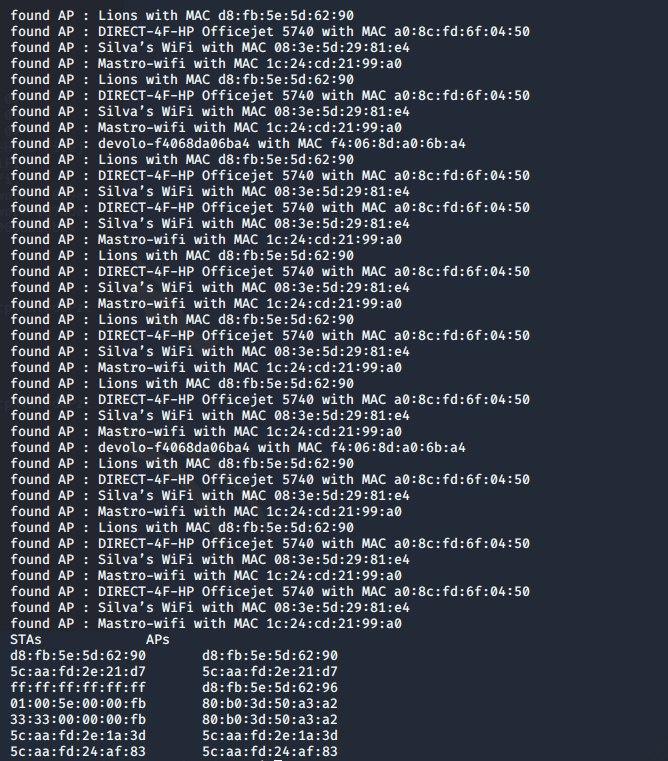 found AP : Lions with MAC d8:fb:5e:5d:62:90
found AP : DIRECT-4F-HP Officejet 5740 with MAC a0:8c:fd:6f:04:50
found AP : Silva’s WiFi with MAC 08:3e:5d:29:81:e4
found AP : Mastro-wifi with MAC 1c:24:cd:21:99:a0
found AP : Lions with MAC d8:fb:5e:5d:62:90
found AP : DIRECT-4F-HP Officejet 5740 with MAC a0:8c:fd:6f:04:50
found AP : Silva’s WiFi with MAC 08:3e:5d:29:81:e4
found AP : Mastro-wifi with MAC 1c:24:cd:21:99:a0
found AP : devolo-f4068da06ba4 with MAC f4:06:8d:a0:6b:a4
found AP : Lions with MAC d8:fb:5e:5d:62:90
found AP : DIRECT-4F-HP Officejet 5740 with MAC a0:8c:fd:6f:04:50
found AP : Silva’s WiFi with MAC 08:3e:5d:29:81:e4
found AP : DIRECT-4F-HP Officejet 5740 with MAC a0:8c:fd:6f:04:50
found AP : Silva’s WiFi with MAC 08:3e:5d:29:81:e4
found AP : Mastro-wifi with MAC 1c:24:cd:21:99:a0
found AP : Lions with MAC d8:fb:5e:5d:62:90
found AP : DIRECT-4F-HP Officejet 5740 with MAC a0:8c:fd:6f:04:50
found AP : Silva’s WiFi with MAC 08:3e:5d:29:81:e4
found AP : Mastro-wifi with MAC 1c:24:cd:21:99:a0
found AP : Lions with MAC d8:fb:5e:5d:62:90
found AP : DIRECT-4F-HP Officejet 5740 with MAC a0:8c:fd:6f:04:50
found AP : Silva’s WiFi with MAC 08:3e:5d:29:81:e4
found AP : Mastro-wifi with MAC 1c:24:cd:21:99:a0
found AP : Lions with MAC d8:fb:5e:5d:62:90
found AP : DIRECT-4F-HP Officejet 5740 with MAC a0:8c:fd:6f:04:50
found AP : Silva’s WiFi with MAC 08:3e:5d:29:81:e4
found AP : Mastro-wifi with MAC 1c:24:cd:21:99:a0
found AP : devolo-f4068da06ba4 with MAC f4:06:8d:a0:6b:a4
found AP : Lions with MAC d8:fb:5e:5d:62:90
found AP : DIRECT-4F-HP Officejet 5740 with MAC a0:8c:fd:6f:04:50
found AP : Silva’s WiFi with MAC 08:3e:5d:29:81:e4
found AP : Mastro-wifi with MAC 1c:24:cd:21:99:a0
found AP : Lions with MAC d8:fb:5e:5d:62:90
found AP : DIRECT-4F-HP Officejet 5740 with MAC a0:8c:fd:6f:04:50
found AP : Silva’s WiFi with MAC 08:3e:5d:29:81:e4
found AP : Mastro-wifi with MAC 1c:24:cd:21:99:a0
found AP : DIRECT-4F-HP Officejet 5740 with MAC a0:8c:fd:6f:04:50
found AP : Silva’s WiFi with MAC 08:3e:5d:29:81:e4
found AP : Mastro-wifi with MAC 1c:24:cd:21:99:a0
STAs APs
d8:fb:5e:5d:62:90 d8:fb:5e:5d:62:90
5c:aa:fd:2e:21:d7 5c:aa:fd:2e:21:d7
ff:ff:ff:ff:ff:ff d8:fb:5e:5d:62:96
01:00:5e:00:00:fb 80:b0:3d:50:a3:a2
33:33:00:00:00:fb 80:b0:3d:50:a3:a2
5c:aa:fd:2e:1a:3d 5c:aa:fd:2e:1a:3d
5c:aa:fd:24:af:83 5c:aa:fd:24:af:83